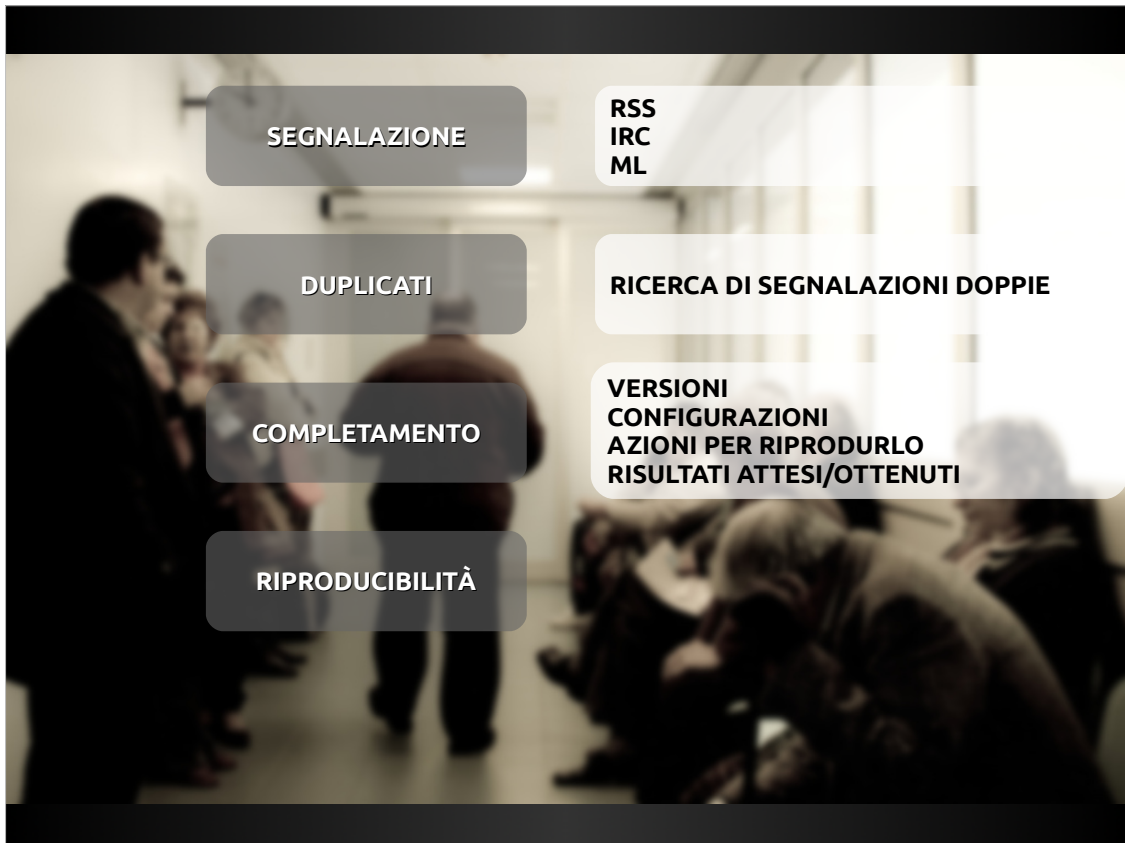 SEGNALAZIONE
RSS
IRC
ML
DUPLICATI
RICERCA DI SEGNALAZIONI DOPPIE
COMPLETAMENTO
VERSIONI
CONFIGURAZIONI
AZIONI PER RIPRODURLO
RISULTATI ATTESI/OTTENUTI
RIPRODUCIBILITÀ